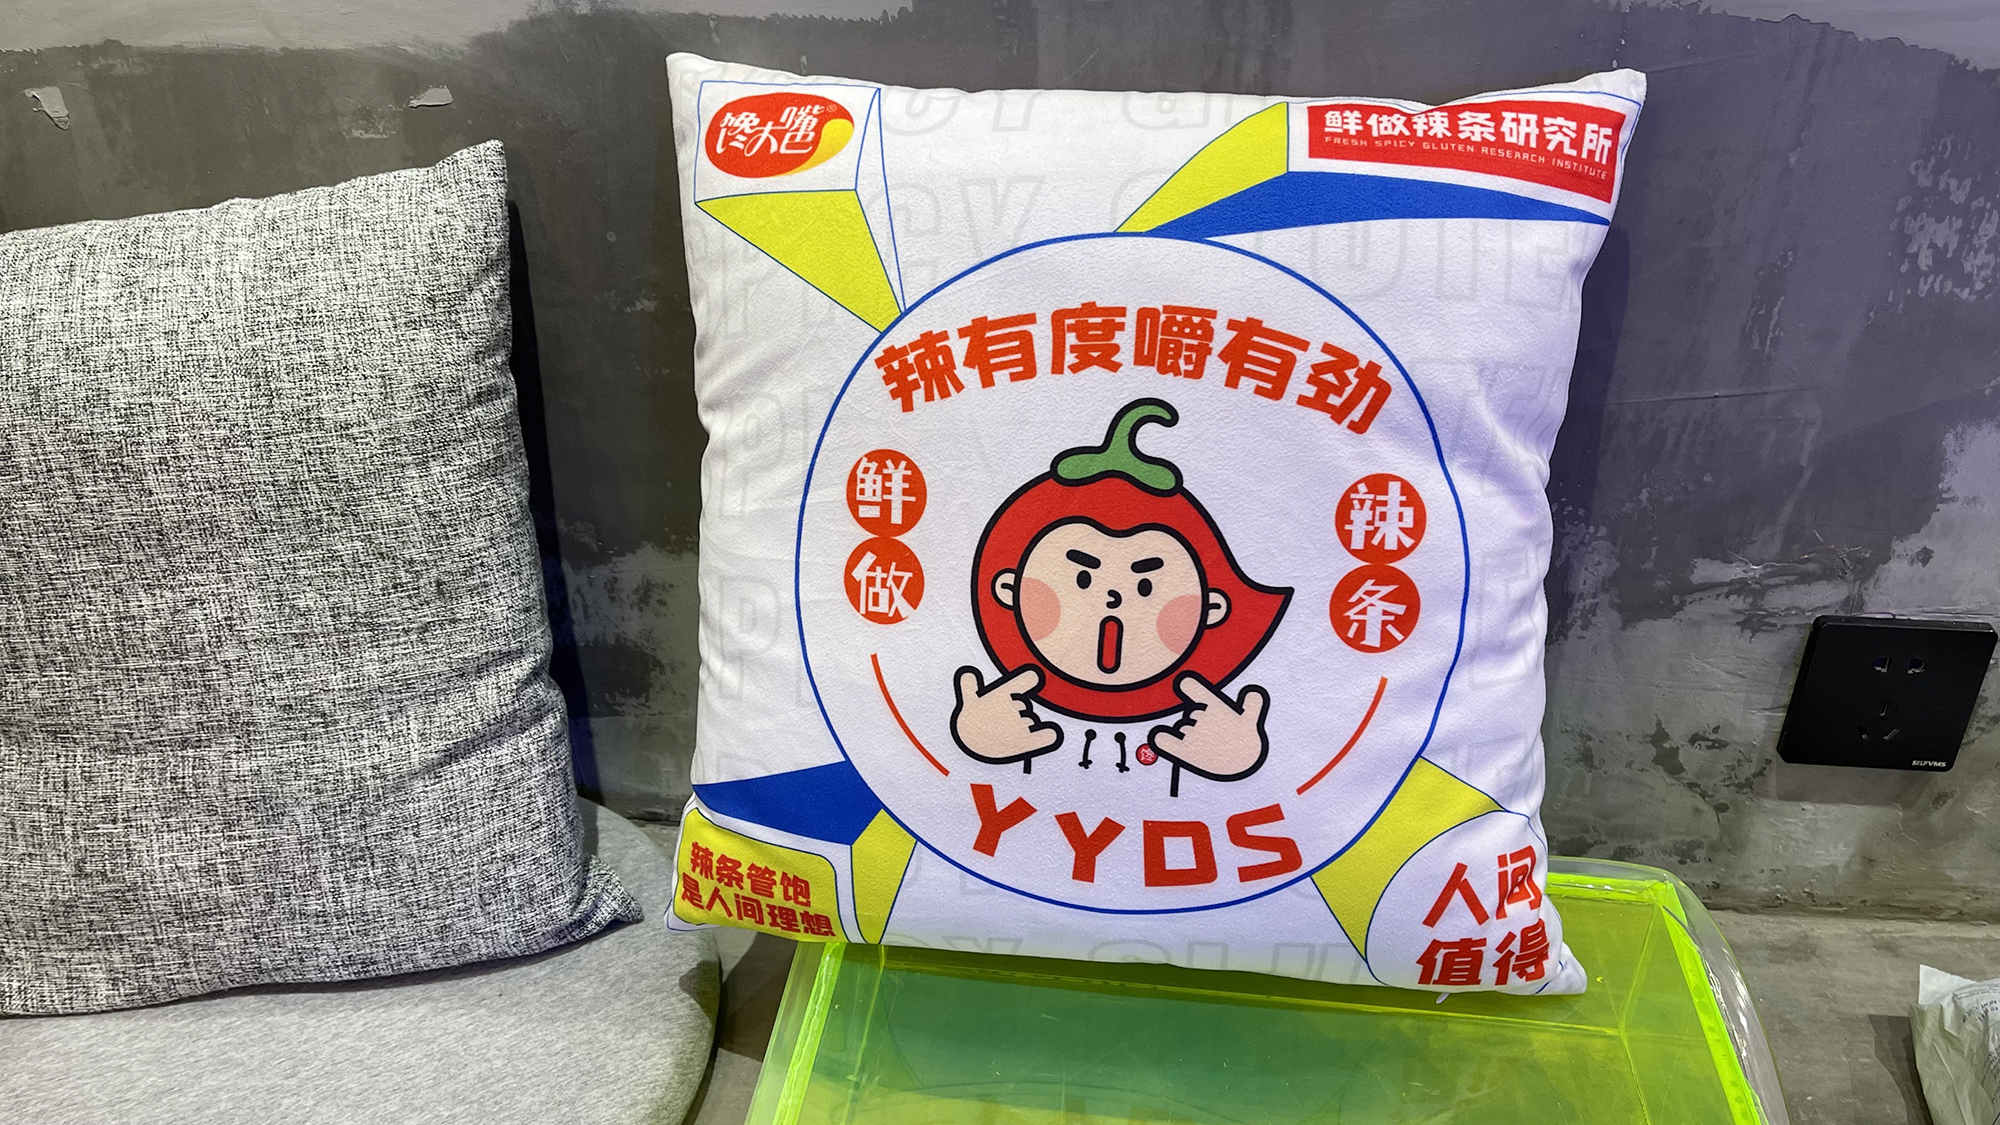 馋大嘴巴
鲜做辣条研究所
FRESH SPICY GLUTEN RESEARCH INSTITUTE
辣有度嚼有劲
鲜做
辣条
馋
YYDS
辣条管饱
是人间理想
人间
值得